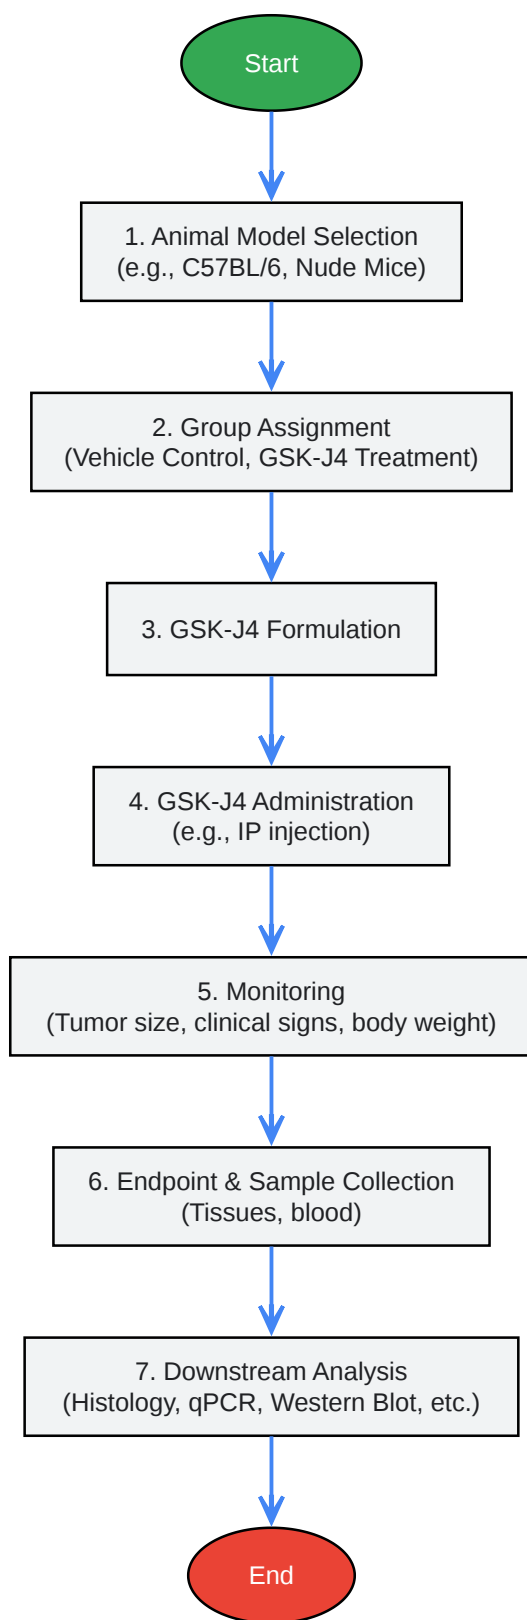 Start
1. Animal Model Selection
(e.g., C57BL/6, Nude Mice)
2. Group Assignment
(Vehicle Control, GSK-J4 Treatment)
3. GSK-J4 Formulation
4. GSK-J4 Administration
(e.g., IP injection)
5. Monitoring
(Tumor size, clinical signs, body weight)
6. Endpoint & Sample Collection
(Tissues, blood)
7. Downstream Analysis
(Histology, qPCR, Western Blot, etc.)
End